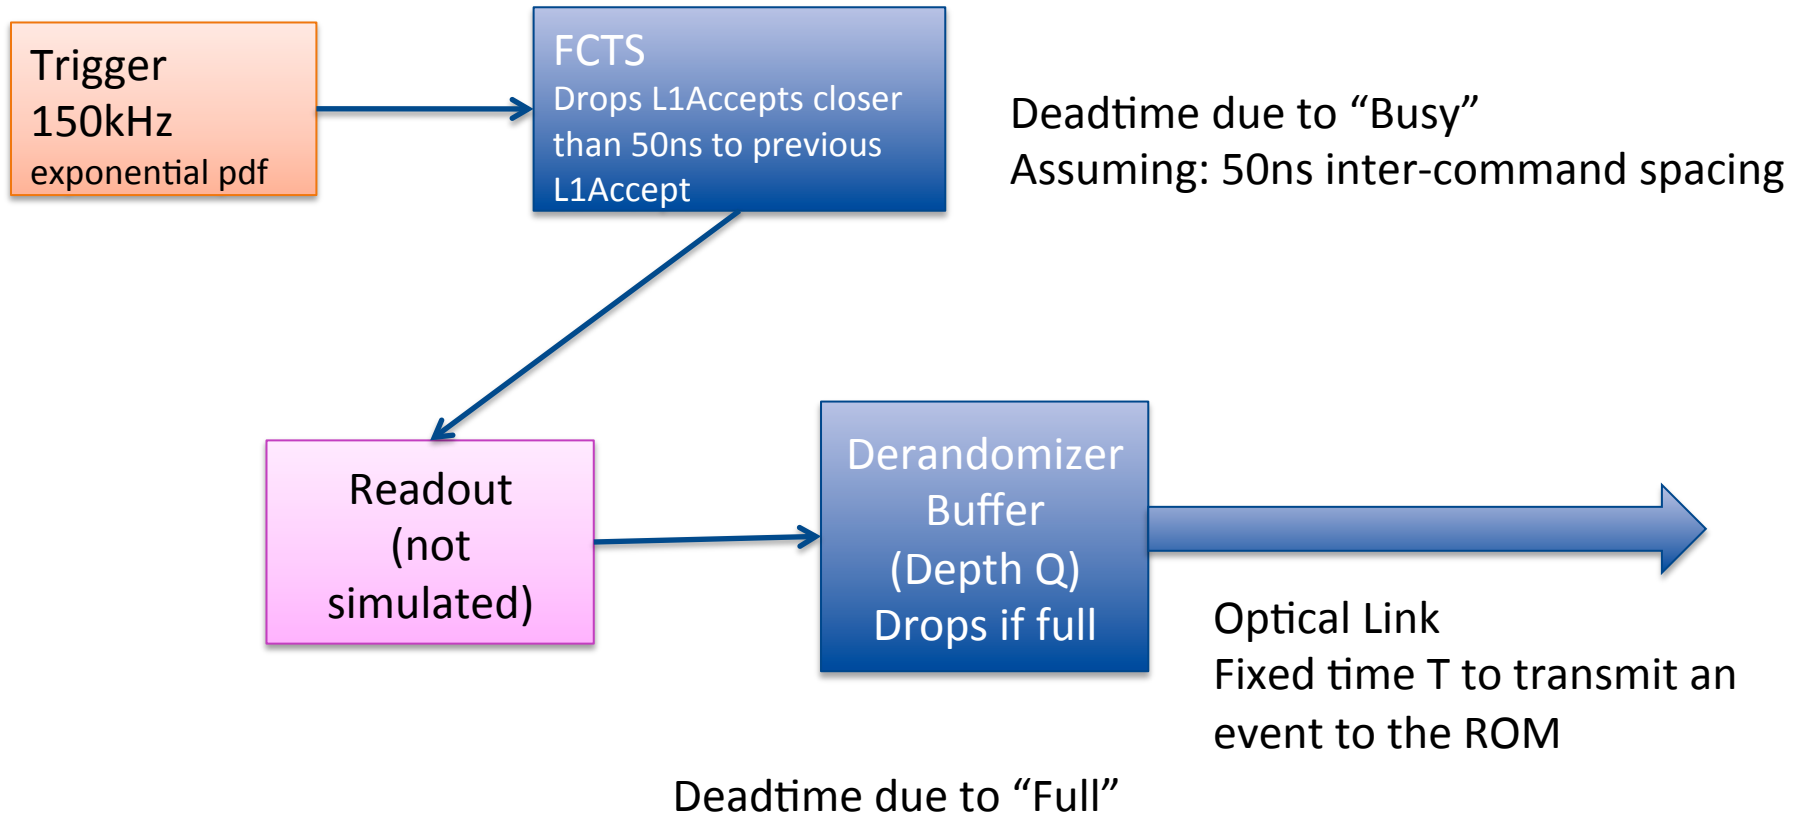 Trigger
150kHz
exponential pdf
FCTS
Drops L1Accepts closer
than 50ns to previous
L1Accept
Deadtime due to “Busy”
Assuming: 50ns inter-command spacing
Readout
(not
simulated)
Derandomizer
Buffer
(Depth Q)
Drops if full
Optical Link
Fixed time T to transmit an
event to the ROM
Deadtime due to “Full”